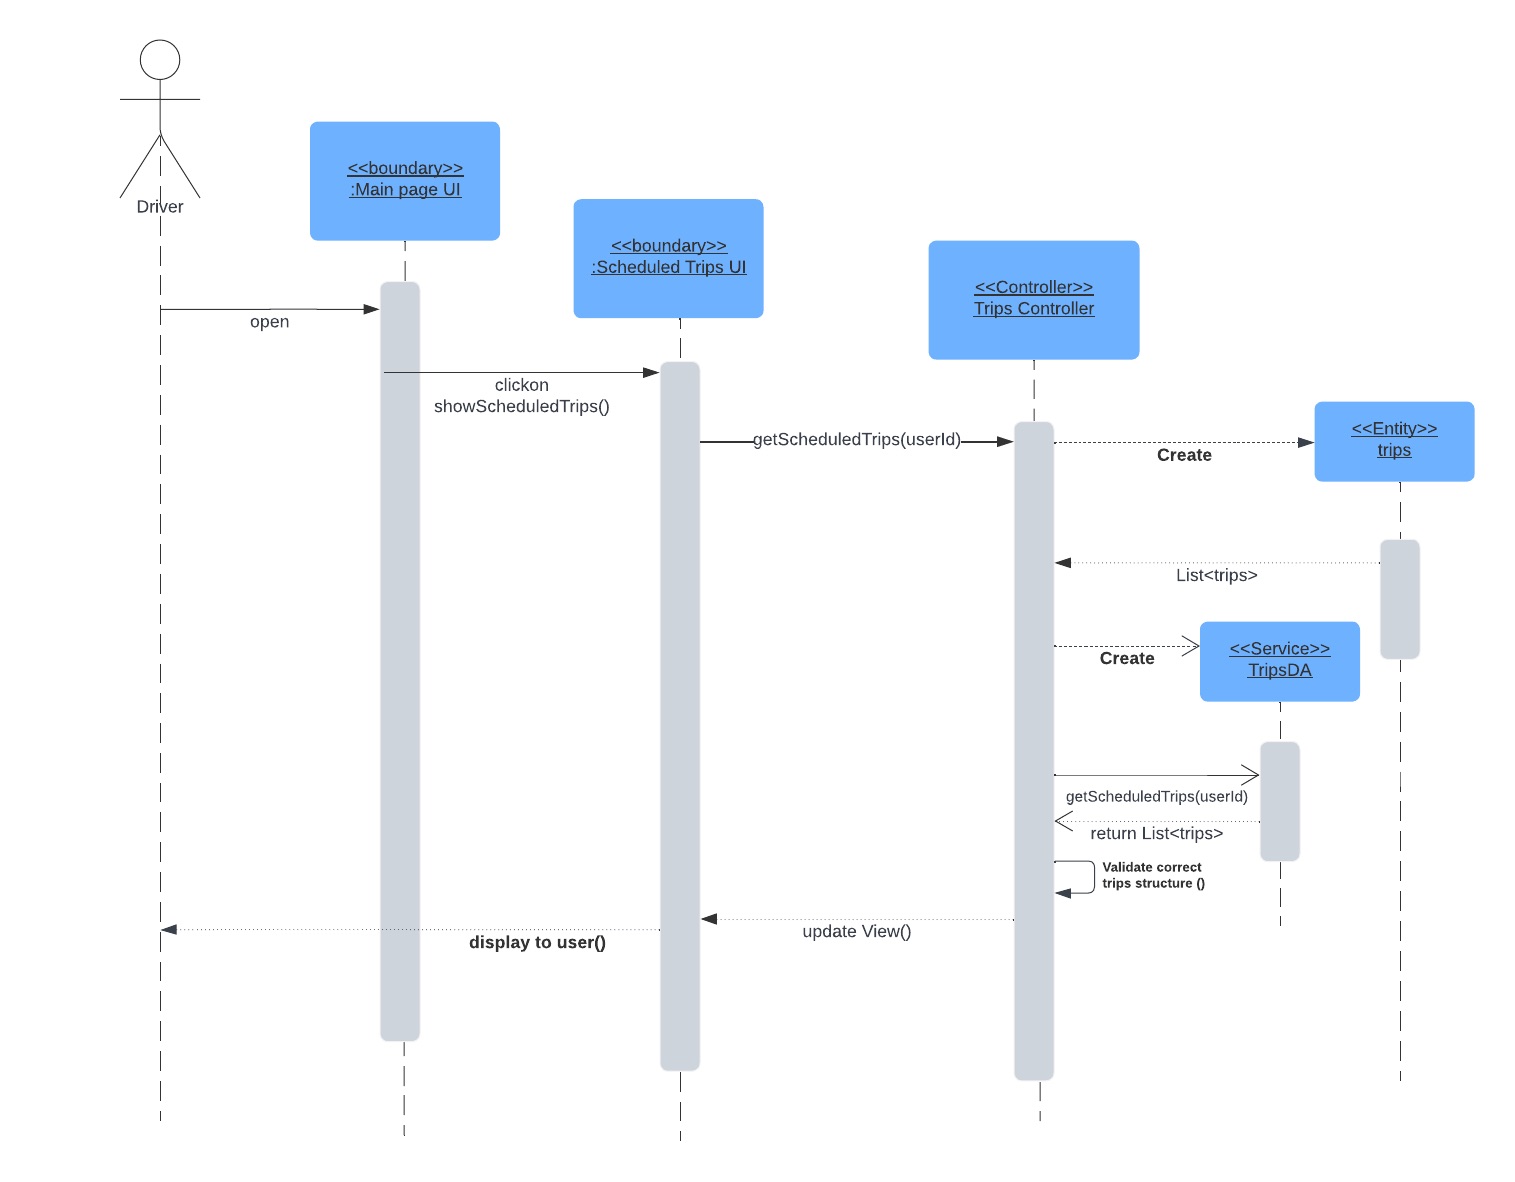 Driver
<<boundary>>
:Main page UI
<<boundary>>
:Scheduled Trips UI
<<Controller>>
Trips Controller
open
clickon
showScheduledTrips()
getScheduledTrips(userId)
Create
<<Entity>>
trips
List<trips>
Create
<<Service>>
TripsDA
getScheduledTrips(userId)
return List<trips>
Validate correct
trips structure ()
update View()
display to user()